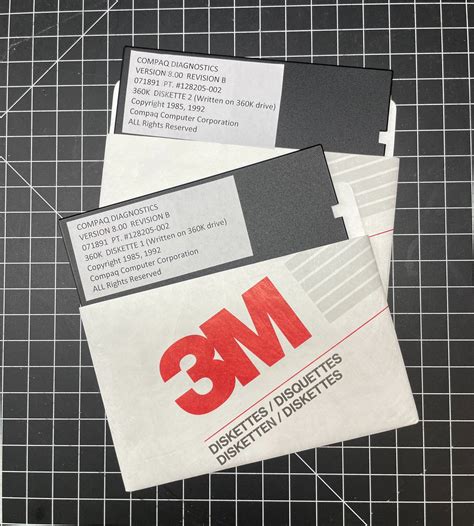 COMPAQ DIAGNOSTICS
VERSION 8.00 REVISION B
071891 PT. #128205-002
360K DISKETTE 2 (Written on 360K drive)
Copyright 1985, 1992
Compaq Computer Corporation
ALL Rights Reserved
COMPAQ DIAGNOSTICS
VERSION 8.00 REVISION B
071891 PT. #128205-002
360K DISKETTE 1 (Written on 360K drive)
Copyright 1985, 1992
Compaq Computer Corporation
ALL Rights Reserved
3M
DISKETTES / DISQUETTES
DISKETTEN / DISKETTES